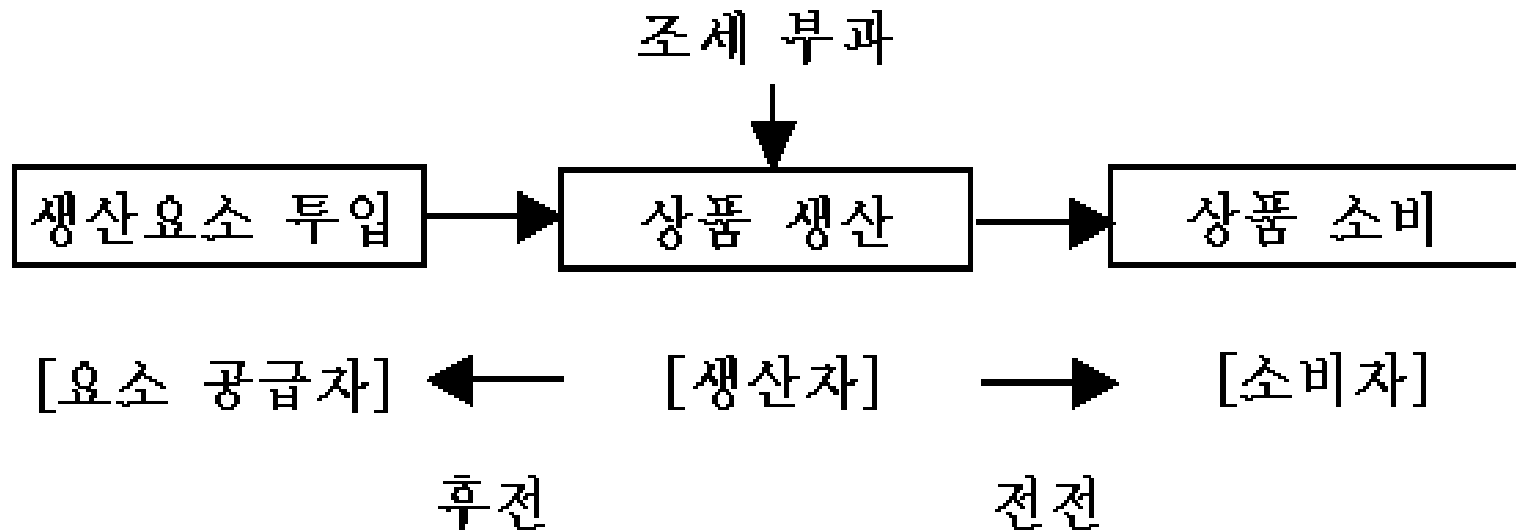 조세 부과
생산요소 투입 상품 생산 상품 소비
[요소 공급자] [생산자] [소비자]
후전 전전